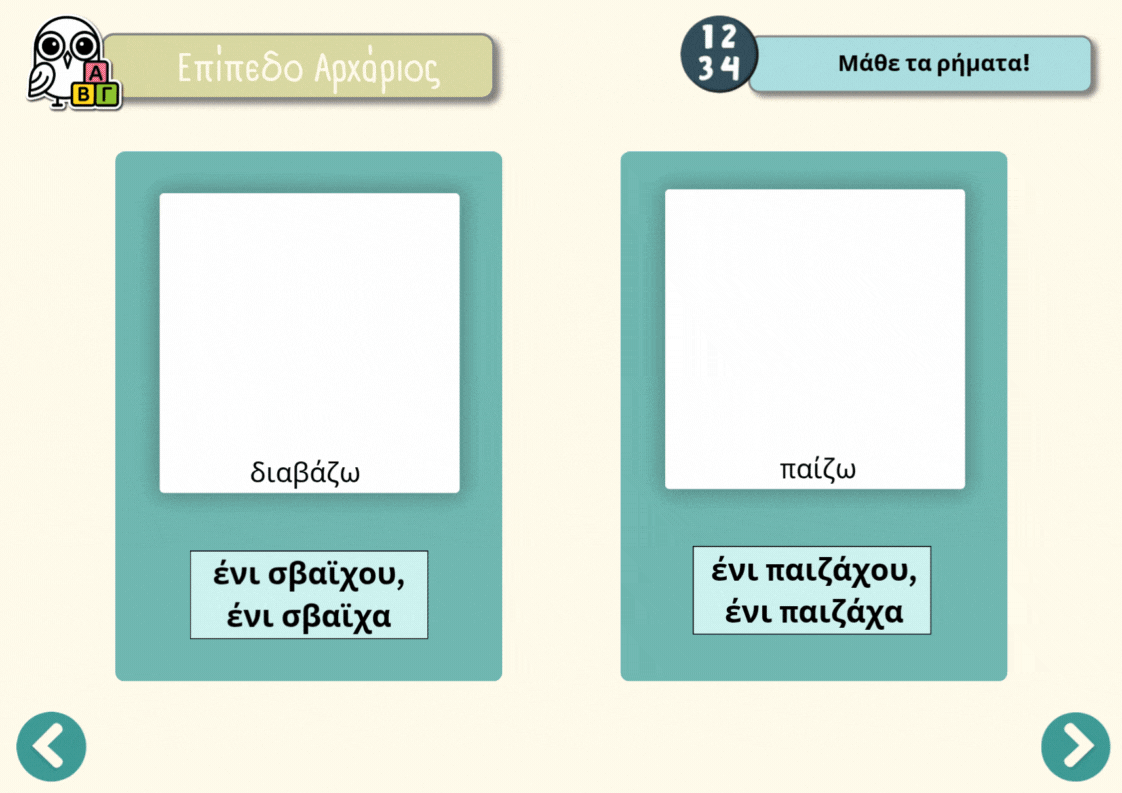 Επίπεδο Αρχάριος
1 2
3 4
Μάθε τα ρήματα!
Α
Β Γ
διαβάζω
ένι σβαϊχου,
ένι σβαϊχα
παίζω
ένι παιζάχου,
ένι παιζάχα